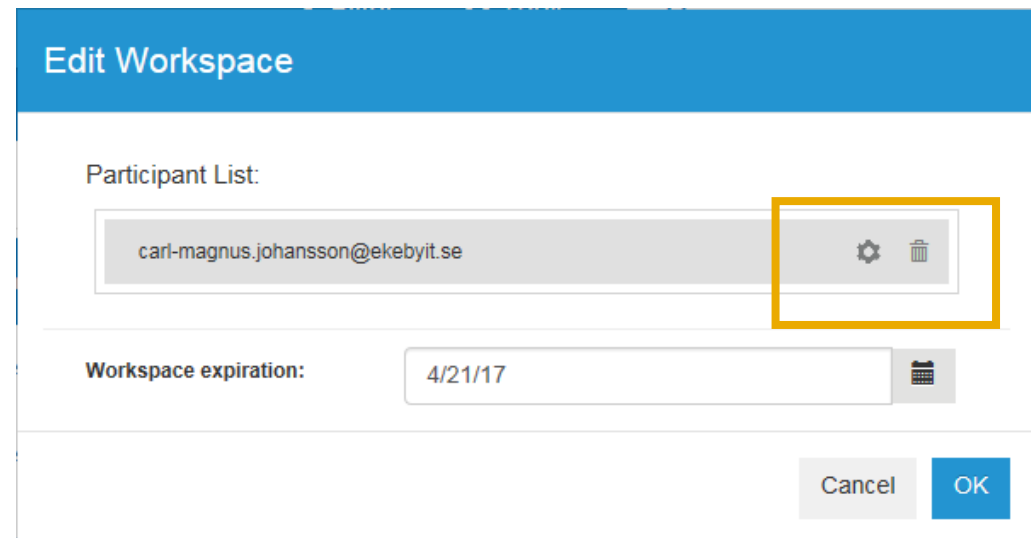 Edit Workspace
Participant List:
carl-magnus.johansson@ekebyit.se
Workspace expiration:
4/21/17
Cancel
OK